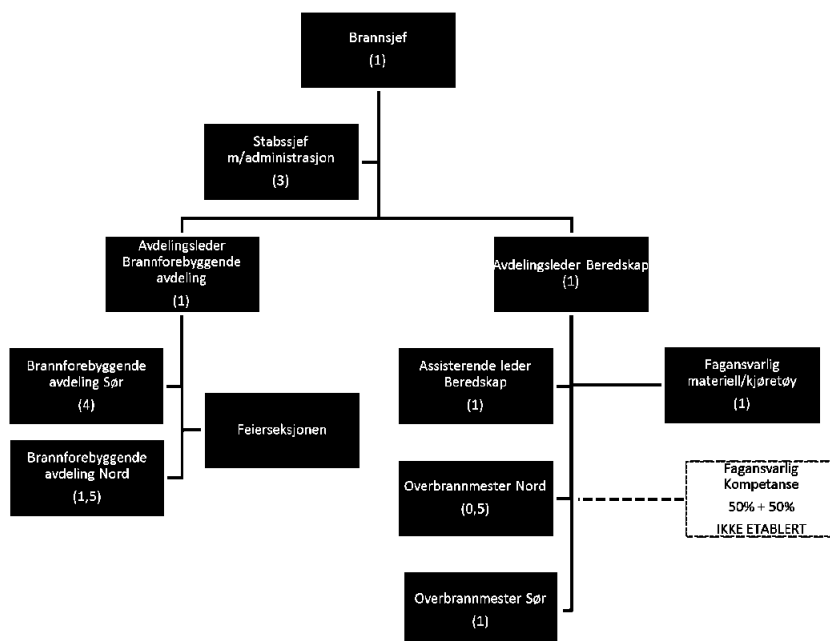 Brannsjef
(1)
Stabssjef
m/administrasjon
(3)
Avdelingsleder
Brannforebyggende
avdeling
(1)
Avdelingsleder Beredskap
(1)
Brannforebyggende
avdeling Sør
(4)
Feierseksjonen
Brannforebyggende
avdeling Nord
(1,5)
Assisterende leder
Beredskap
(1)
Fagansvarlig
materiell/kjøretøy
(1)
Overbrannmester Nord
(0,5)
Fagansvarlig
Kompetanse
50% + 50%
IKKE ETABLERT
Overbrannmester Sør
(1)